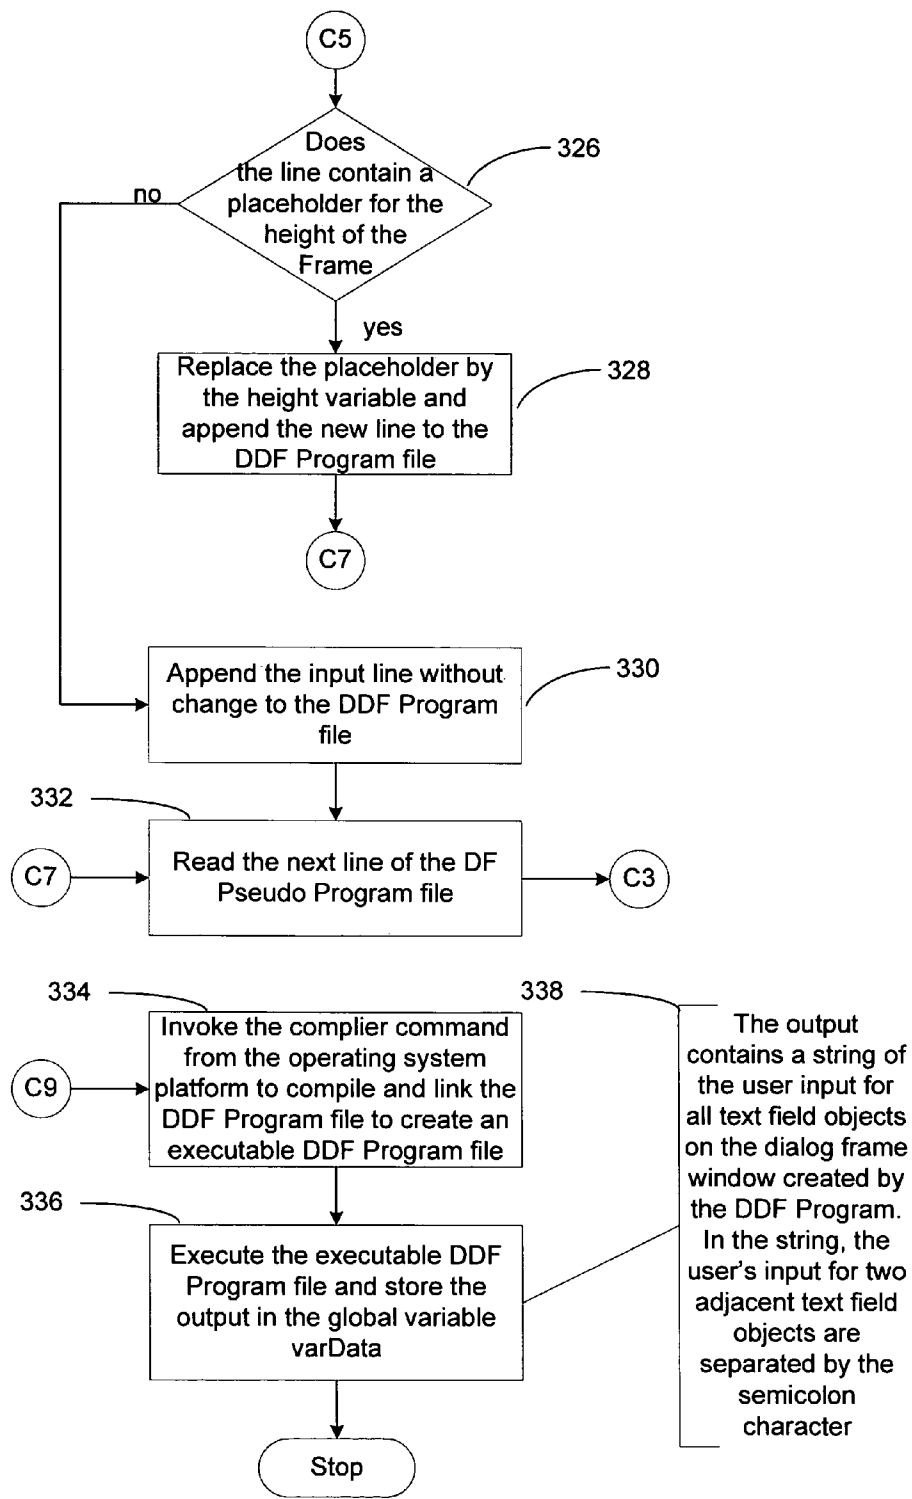 C5
Does
the line contain a
placeholder for the
height of the
Frame
326
no
yes
Replace the placeholder by
the height variable and
append the new line to the
DDF Program file
328
C7
Append the input line without
change to the DDF Program
file
330
332
C7
Read the next line of the DF
Pseudo Program file
C3
334
C9
Invoke the complier command
from the operating system
platform to compile and link the
DDF Program file to create an
executable DDF Program file
336
Execute the executable DDF
Program file and store the
output in the global variable
varData
338
The output
contains a string of
the user input for
all text field objects
on the dialog frame
window created by
the DDF Program.
In the string, the
user's input for two
adjacent text field
objects are
separated by the
semicolon
character
Stop